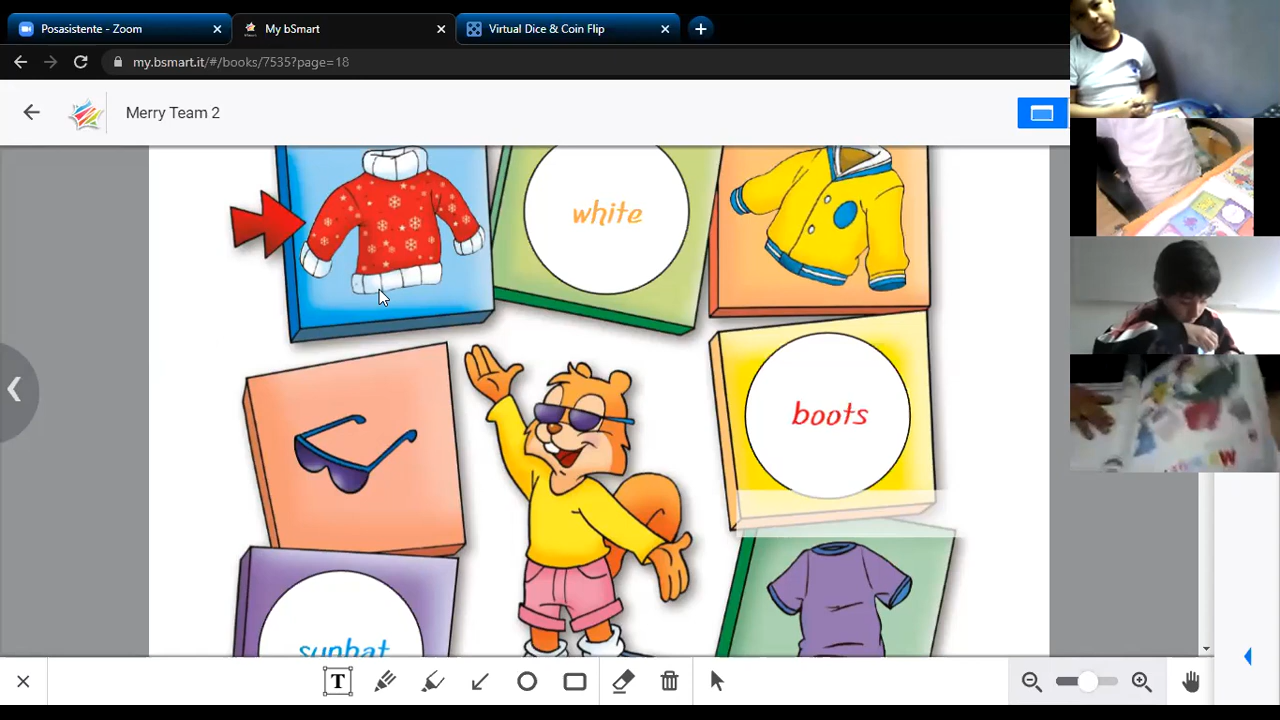 Posasistente - Zoom
My bSmart
Virtual Dice & Coin Flip
my.bsmart.it/#/books/7535?page=18
Merry Team 2
white
boots
sunhat
T